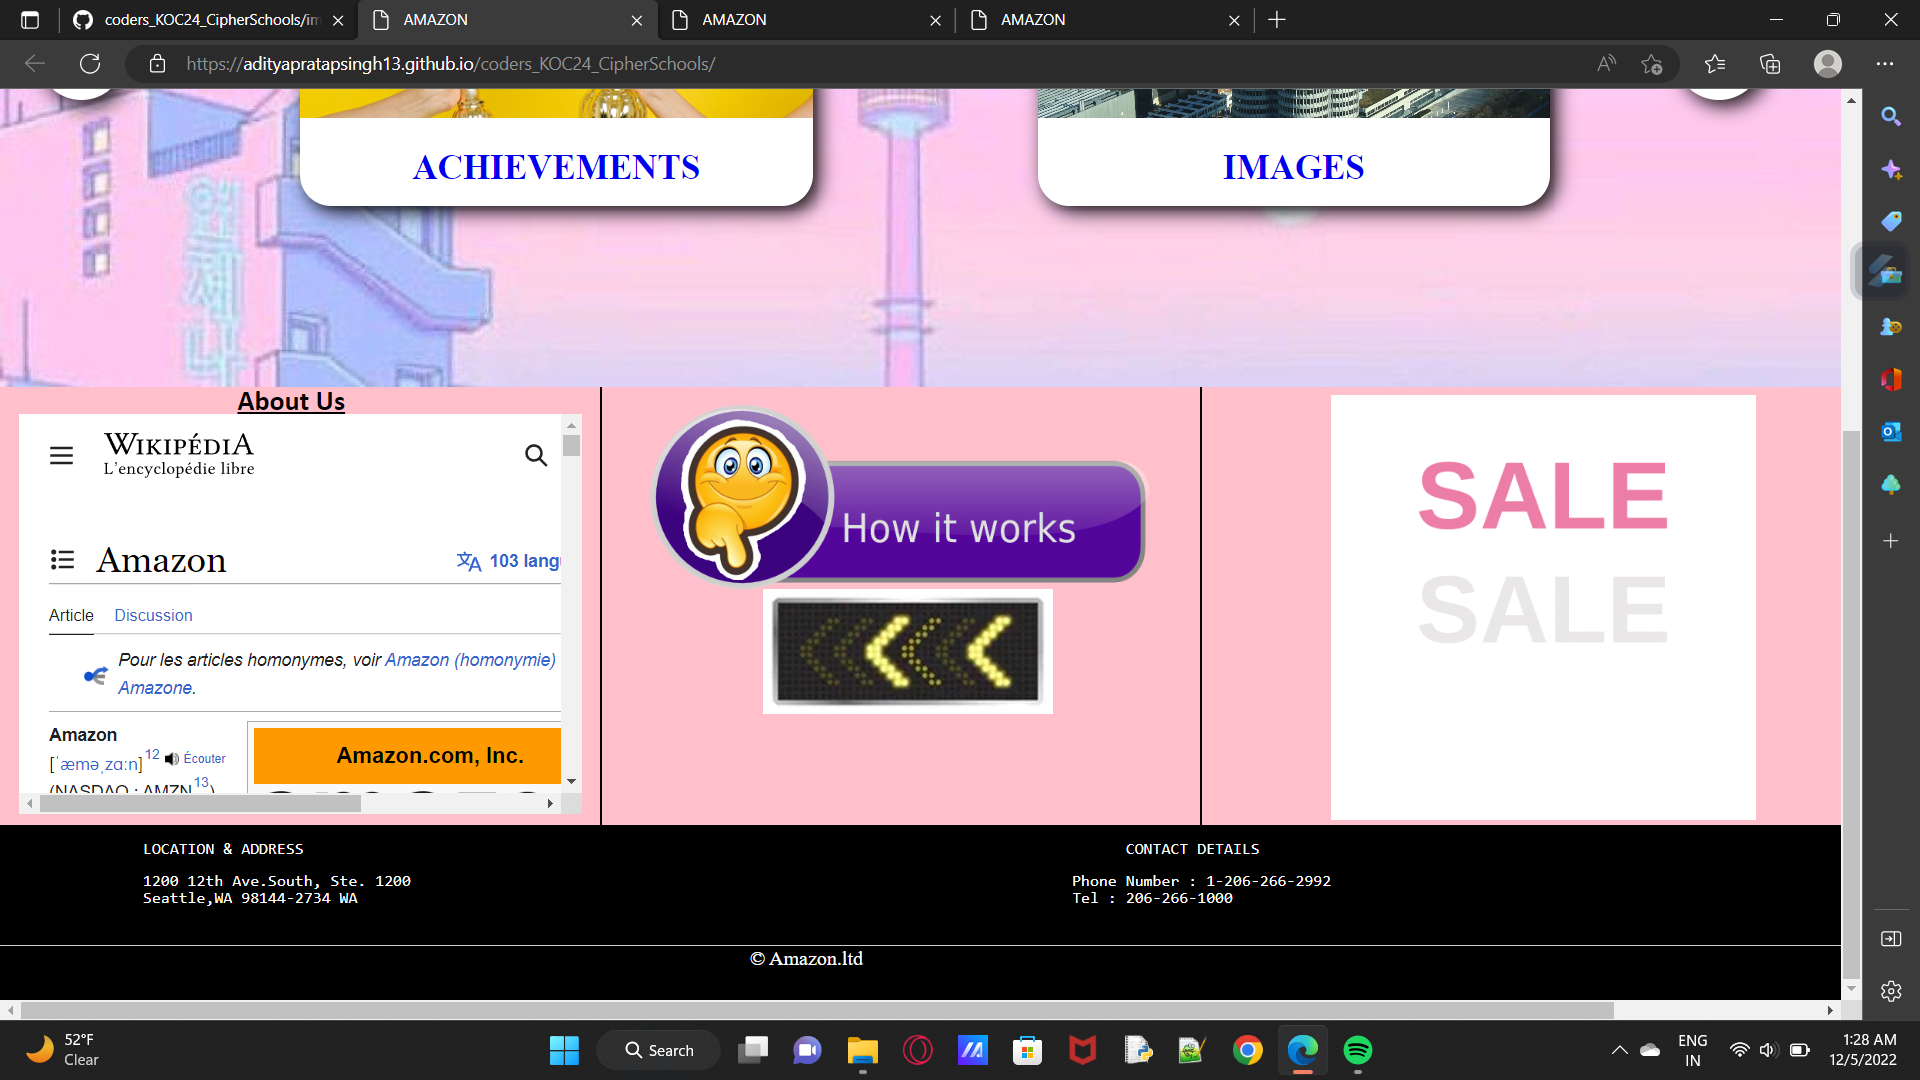 coders_KOC24_CipherSchools/im
AMAZON
AMAZON
AMAZON
https://adityapratapsingh13.github.io/coders_KOC24_CipherSchools/
ACHIEVEMENTS
IMAGES
About Us
WIKIPÉDIA
L'encyclopédie libre
Amazon
103 lang
Article
Discussion
Pour les articles homonymes, voir Amazon (homonymie)
Amazone.
Amazon
[ˈæməˌzɑːn]12 Écouter
(NASDAQ : AMZN 13)
Amazon.com, Inc.
How it works
SALE
SALE
LOCATION & ADDRESS
1200 12th Ave.South, Ste. 1200
Seattle,WA 98144-2734 WA
CONTACT DETAILS
Phone Number : 1-206-266-2992
Tel : 206-266-1000
© Amazon.ltd
52°F
Clear
Search
ENG
IN
1:28 AM
12/5/2022